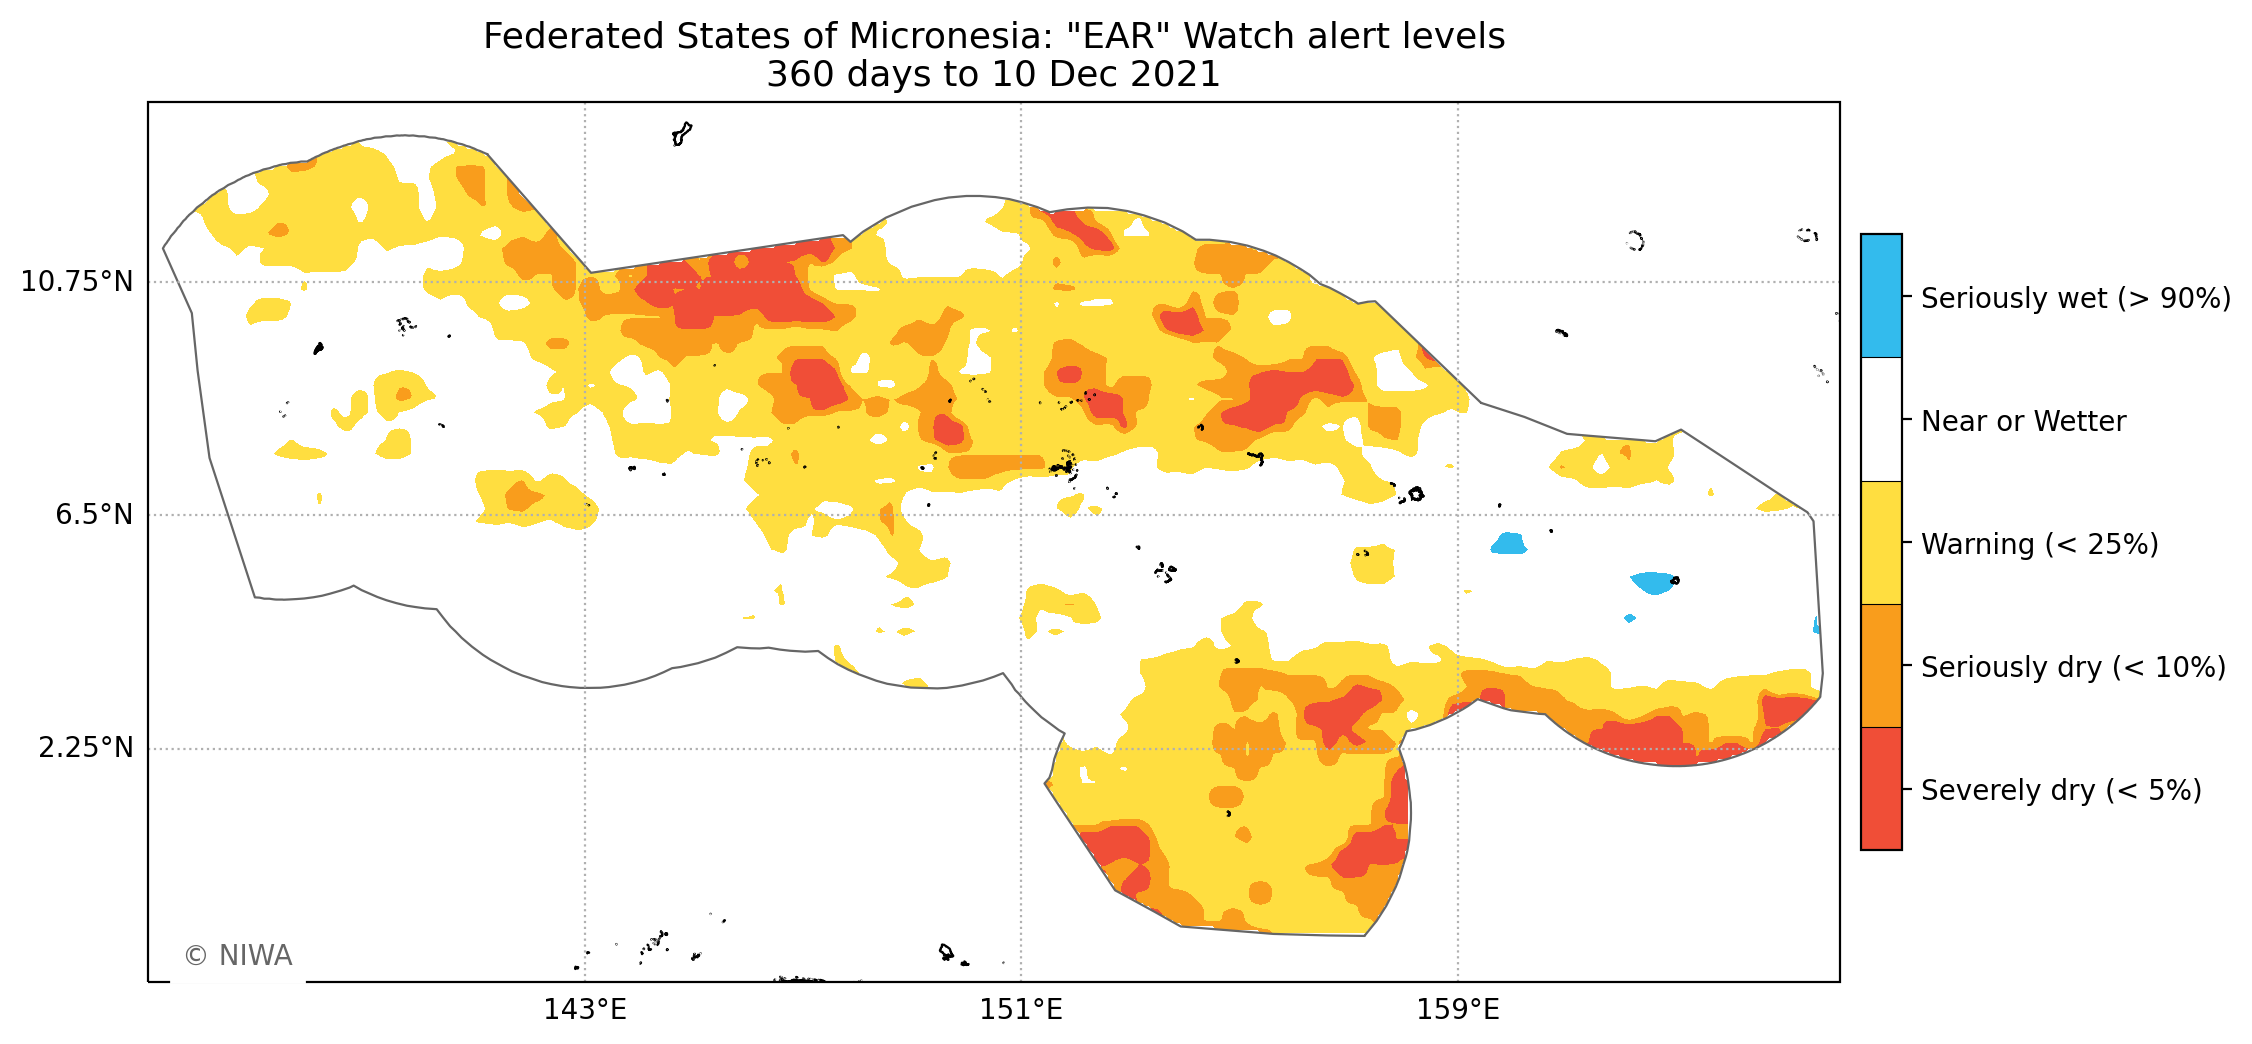 Federated States of Micronesia: "EAR" Watch alert levels
360 days to 10 Dec 2021
10.75°N
6.5°N
2.25°N
143°E
151°E
159°E
Seriously wet (> 90%)
Near or Wetter
Warning (< 25%)
Seriously dry (< 10%)
Severely dry (< 5%)
© NIWA